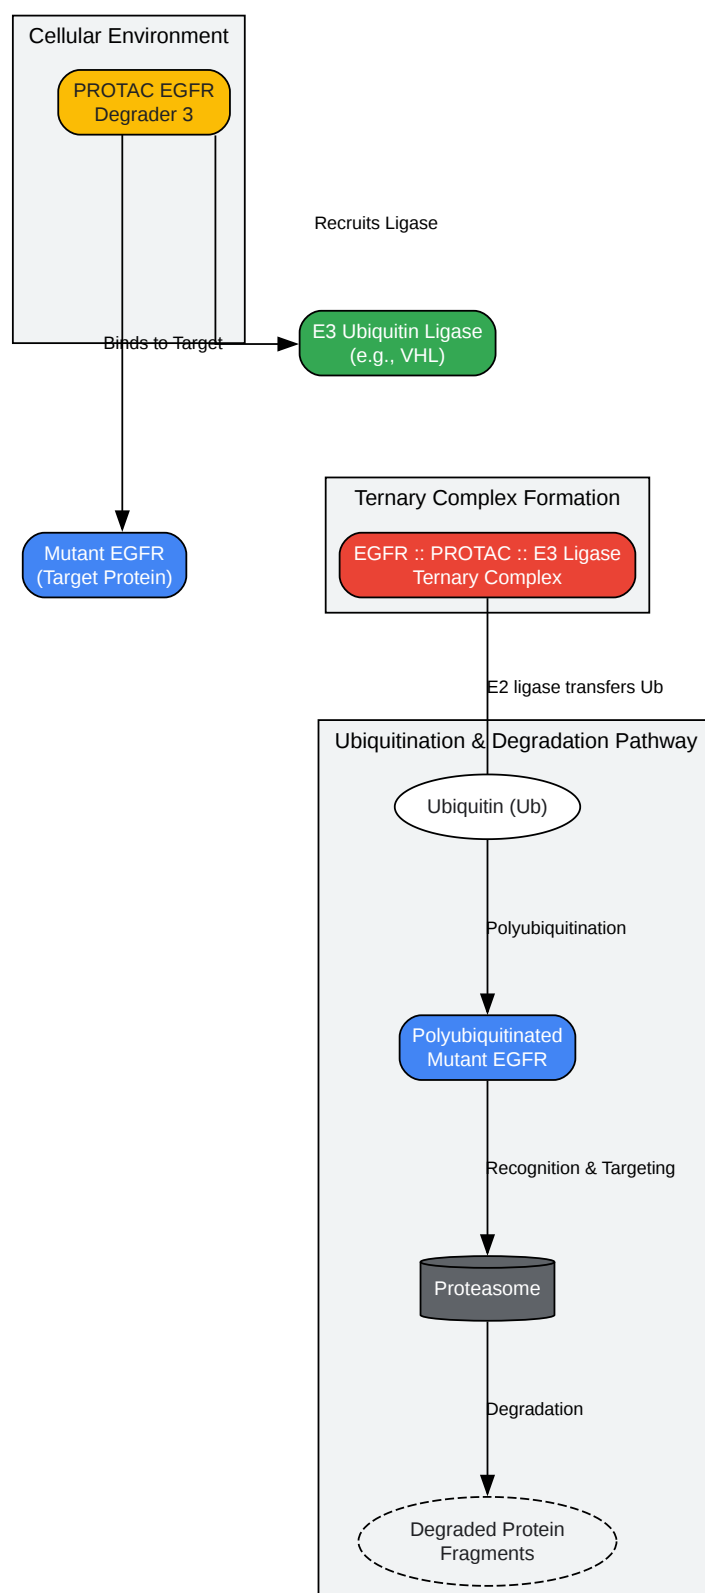 Cellular Environment
PROTAC EGFR
Degrader 3
Recruits Ligase
Binds to Target
E3 Ubiquitin Ligase
(e.g., VHL)
Mutant EGFR
(Target Protein)
Ternary Complex Formation
EGFR :: PROTAC :: E3 Ligase
Ternary Complex
E2 ligase transfers Ub
Ubiquitination & Degradation Pathway
Ubiquitin (Ub)
Polyubiquitination
Polyubiquitinated
Mutant EGFR
Recognition & Targeting
Proteasome
Degradation
Degraded Protein
Fragments